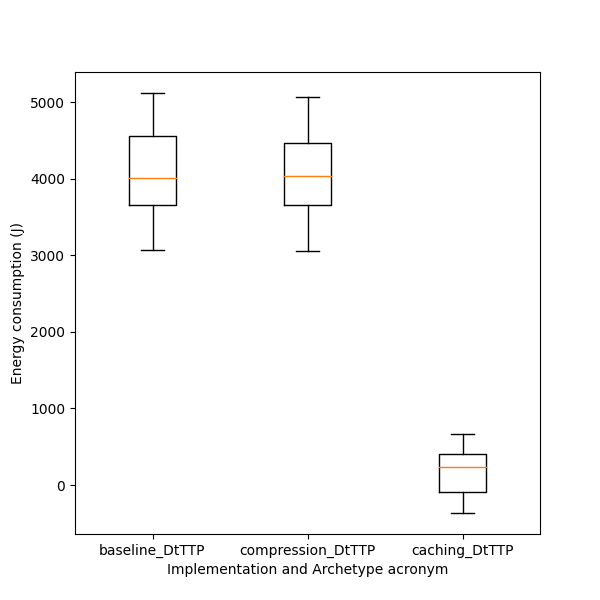 Energy consumption (J)
5000
4000
3000
2000
1000
0
baseline_DtTTP compression_DtTTP caching_DtTTP
Implementation and Archetype acronym